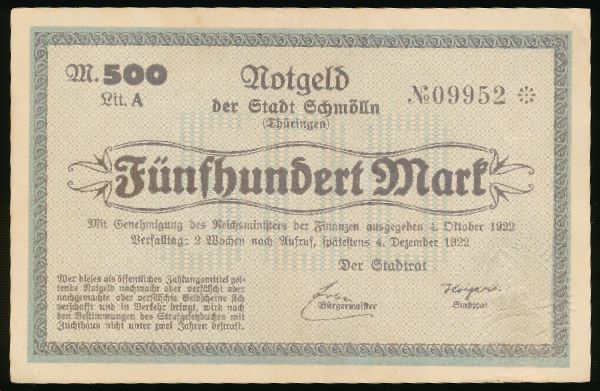 M. 500
Lit. A
Notgeld
der Stadt Schmölln
(Thüringen)
№09952 ※
Fünfhundert Mark
Mit Genehmigung des Reichsministers der Finanzen ausgegeben 4. Oktober 1922
Verfalltag: 2 Wochen nach Aufruf, spätestens 4. Dezember 1922
Der Stadtrat
Wer dieses als öffentliches Zahlungsmittel gel-
tende Notgeld nachmacht oder verfälscht oder
nachgemachte oder verfälschte Geldscheine sich
verschafft und in Verkehr bringt, wird nach
den Bestimmungen des Strafgesetzbuches mit
Zuchthaus nicht unter zwei Jahren bestraft.
Bürgermeister
Stadtrat